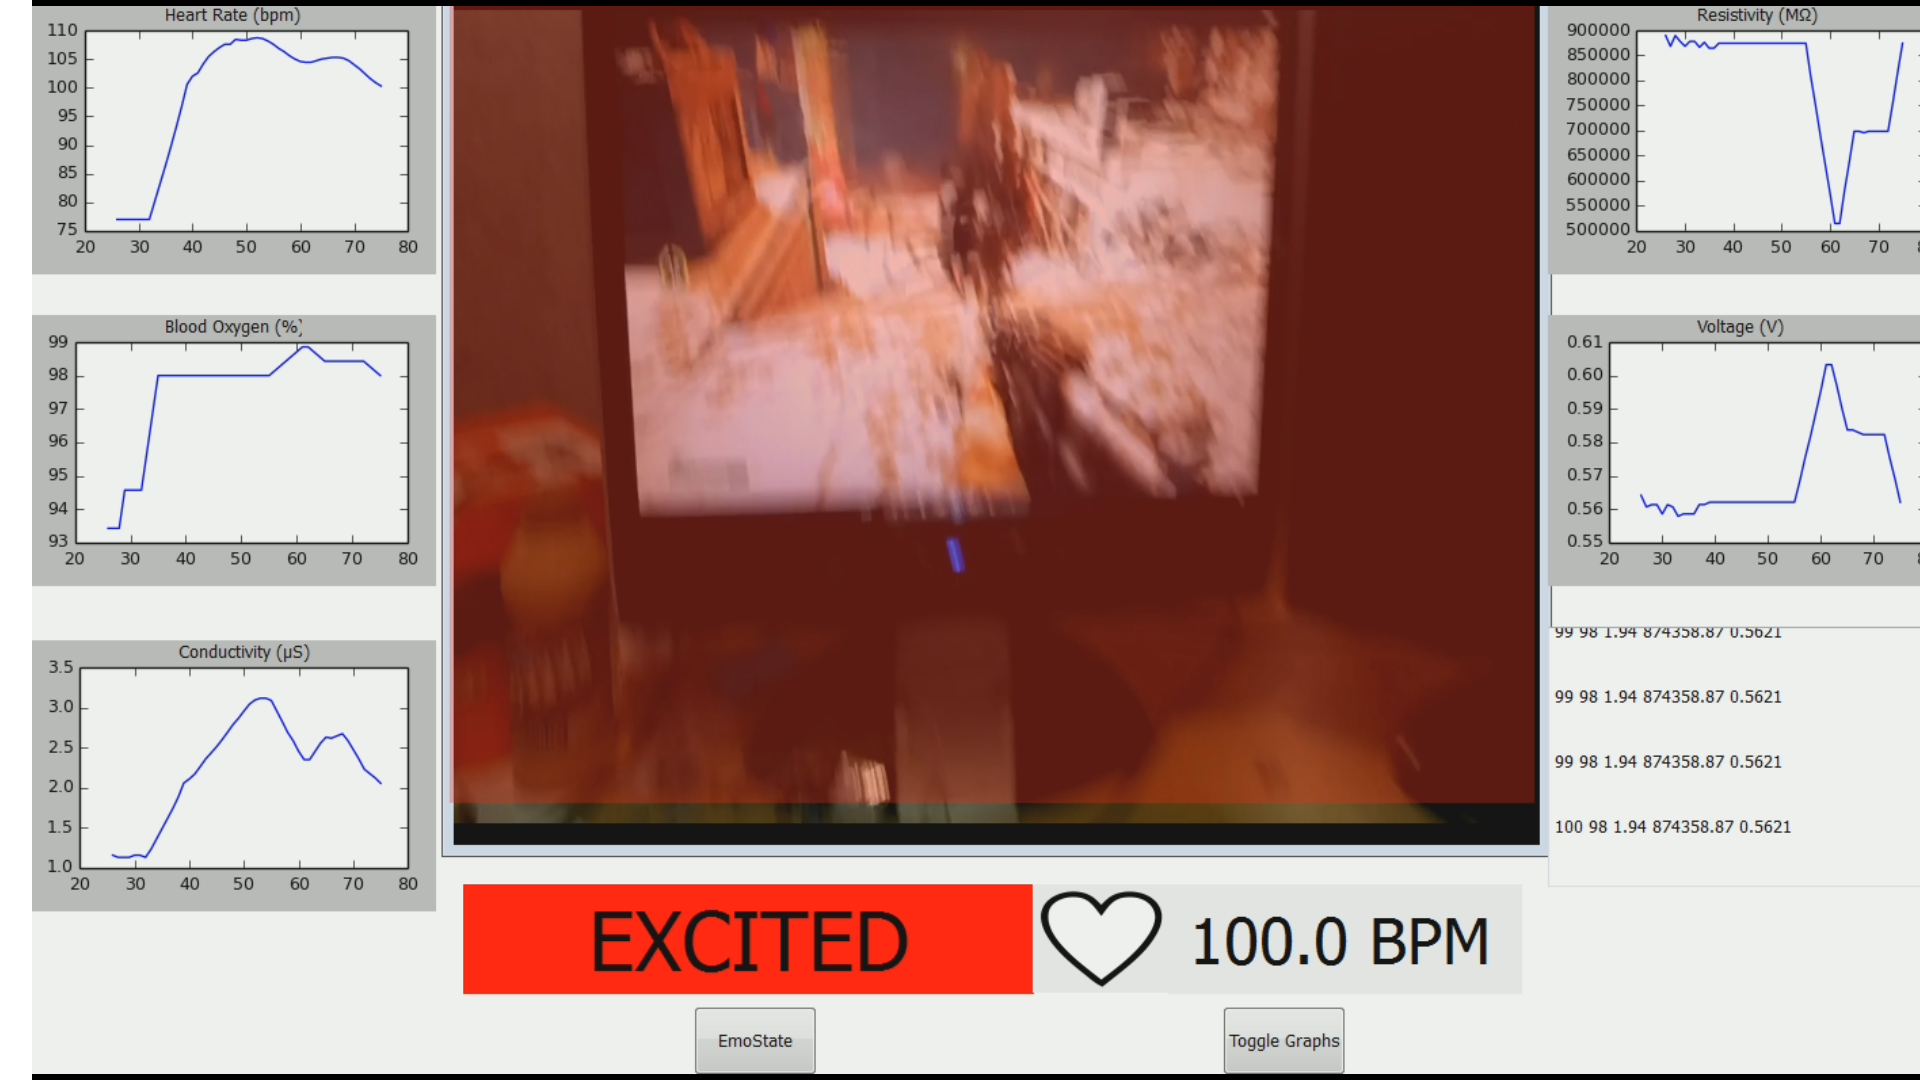 Heart Rate (bpm)
110
105
100
95
90
85
80
75
20 30 40 50 60 70 80
Blood Oxygen (%)
99
98
97
96
95
94
93
20 30 40 50 60 70 80
Conductivity (µS)
3.5
3.0
2.5
2.0
1.5
1.0
20 30 40 50 60 70 80
EXCITED
100.0 BPM
EmoState
Toggle Graphs
Resistivity (MΩ)
900000
850000
800000
750000
700000
650000
600000
550000
500000
20 30 40 50 60 70
Voltage (V)
0.61
0.60
0.59
0.58
0.57
0.56
0.55
20 30 40 50 60 70
99 98 1.94 874358.87 0.5621
99 98 1.94 874358.87 0.5621
99 98 1.94 874358.87 0.5621
100 98 1.94 874358.87 0.5621